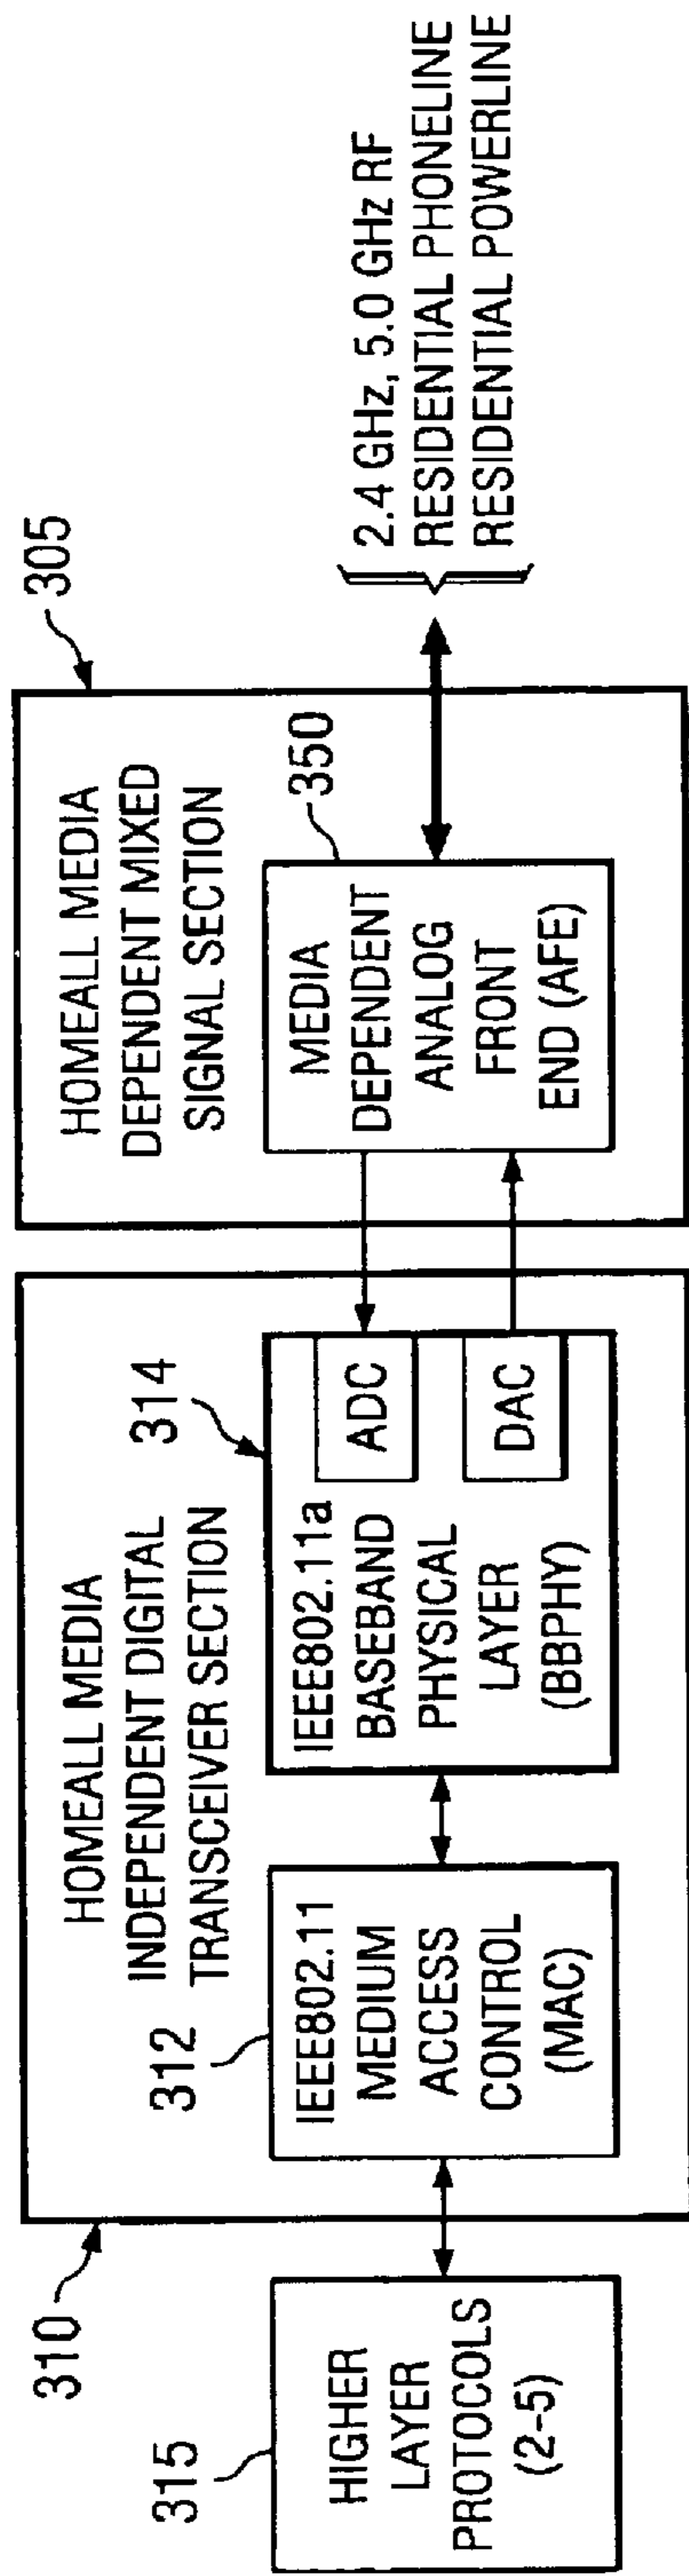 315
HIGHER
LAYER
PROTOCOLS
(2-5)
310
HOMEALL MEDIA
INDEPENDENT DIGITAL
TRANSCEIVER SECTION
312
IEEE802.11
MEDIUM
ACCESS
CONTROL
(MAC)
314
IEEE802.11a
BASEBAND
PHYSICAL
LAYER
(BBPHY)
ADC
DAC
305
HOMEALL MEDIA
DEPENDENT MIXED
SIGNAL SECTION
350
MEDIA
DEPENDENT
ANALOG
FRONT
END (AFE)
2.4 GHz, 5.0 GHz RF
RESIDENTIAL PHONELINE
RESIDENTIAL POWERLINE